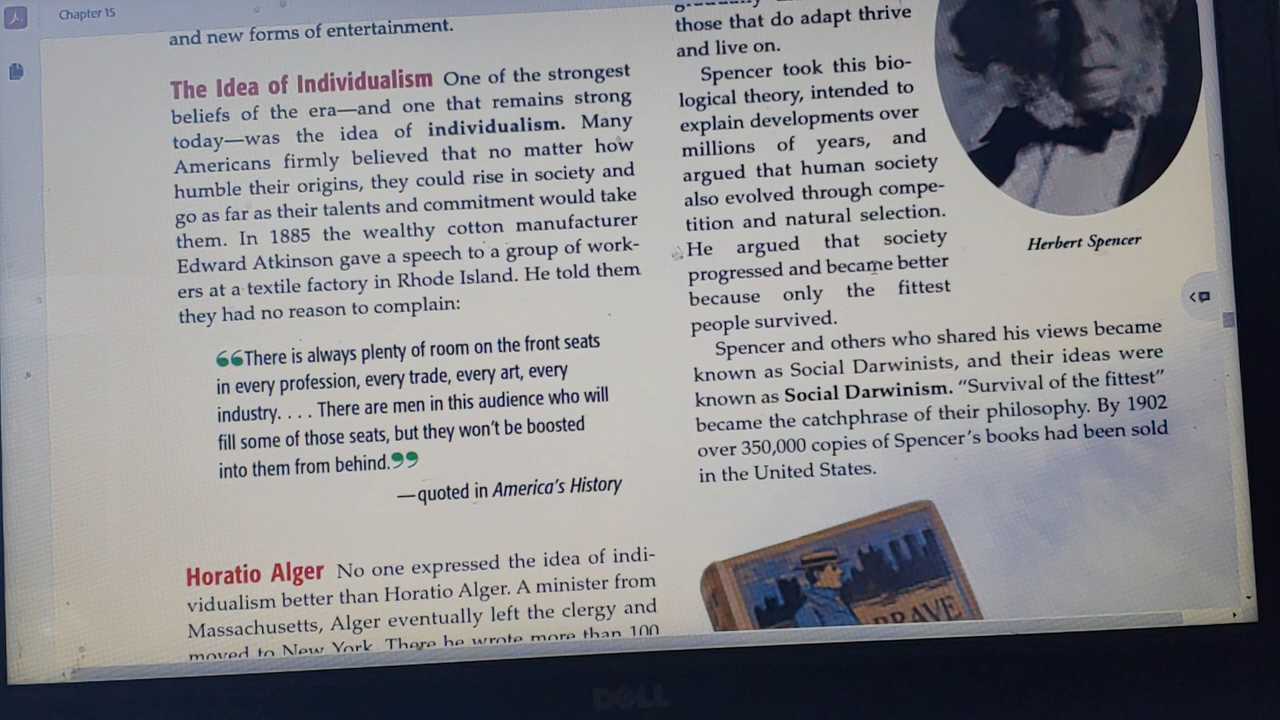 Chapter 15
and new forms of entertainment.
The Idea of Individualism One of the strongest
beliefs of the era—and one that remains strong
today—was the idea of individualism. Many
Americans firmly believed that no matter how
humble their origins, they could rise in society and
go as far as their talents and commitment would take
them. In 1885 the wealthy cotton manufacturer
Edward Atkinson gave a speech to a group of work-
ers at a textile factory in Rhode Island. He told them
they had no reason to complain:
“There is always plenty of room on the front seats
in every profession, every trade, every art, every
industry. . . . There are men in this audience who will
fill some of those seats, but they won’t be boosted
into them from behind.”
—quoted in America’s History
Horatio Alger No one expressed the idea of indi-
vidualism better than Horatio Alger. A minister from
Massachusetts, Alger eventually left the clergy and
moved to New York. There he wrote more than 100
those that do adapt thrive
and live on.
Spencer took this bio-
logical theory, intended to
explain developments over
millions of years, and
argued that human society
also evolved through compe-
tition and natural selection.
He argued that society
progressed and became better
because only the fittest
people survived.
Herbert Spencer
Spencer and others who shared his views became
known as Social Darwinists, and their ideas were
known as Social Darwinism. “Survival of the fittest”
became the catchphrase of their philosophy. By 1902
over 350,000 copies of Spencer’s books had been sold
in the United States.
BRAVE
DELL